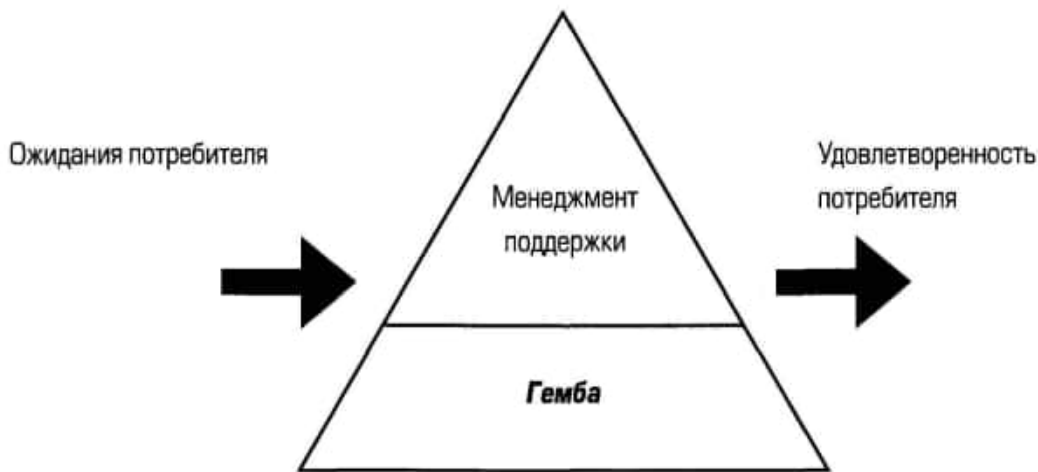 Ожидания потребителя
Менеджмент
поддержки
Удовлетворенность
потребителя
Гемба